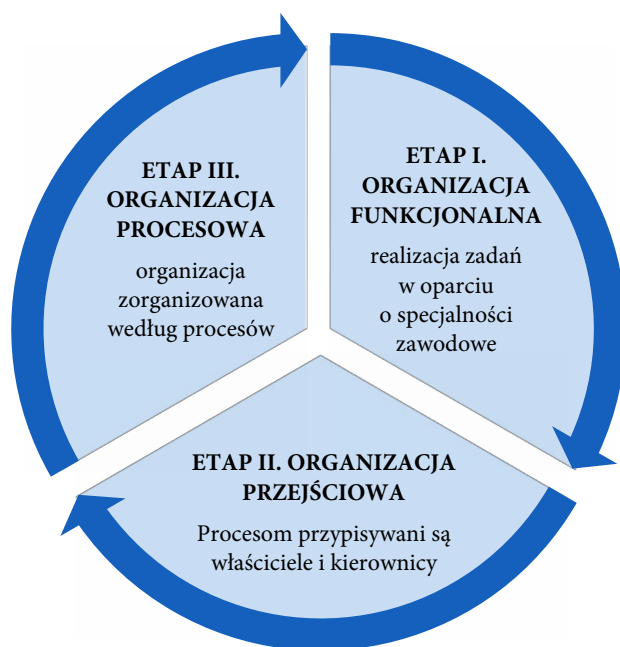 ETAP I.
ORGANIZACJA
FUNKCJONALNA
realizacja zadań
w oparciu
o specjalności
zawodowe
ETAP II. ORGANIZACJA
PRZEJŚCIOWA
Procesom przypisywani są
właściciele i kierownicy
ETAP III.
ORGANIZACJA
PROCESOWA
organizacja
zorganizowana
według procesów